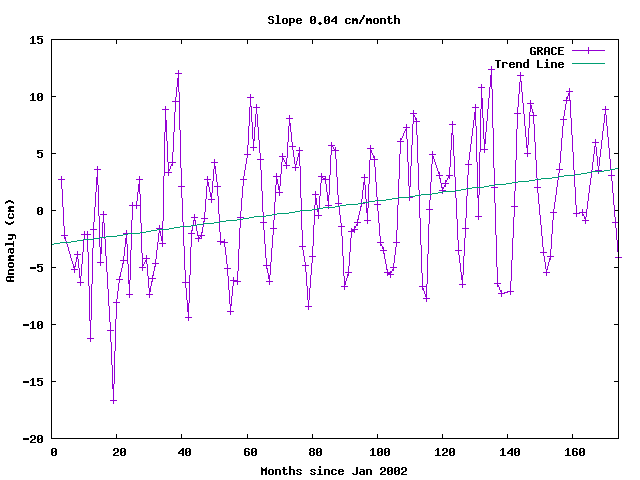 Slope 0.04 cm/month
GRACE
Trend Line
15
10
5
0
-5
-10
-15
-20
Anomaly (cm)
0 20 40 60 80 100 120 140 160
Months since Jan 2002